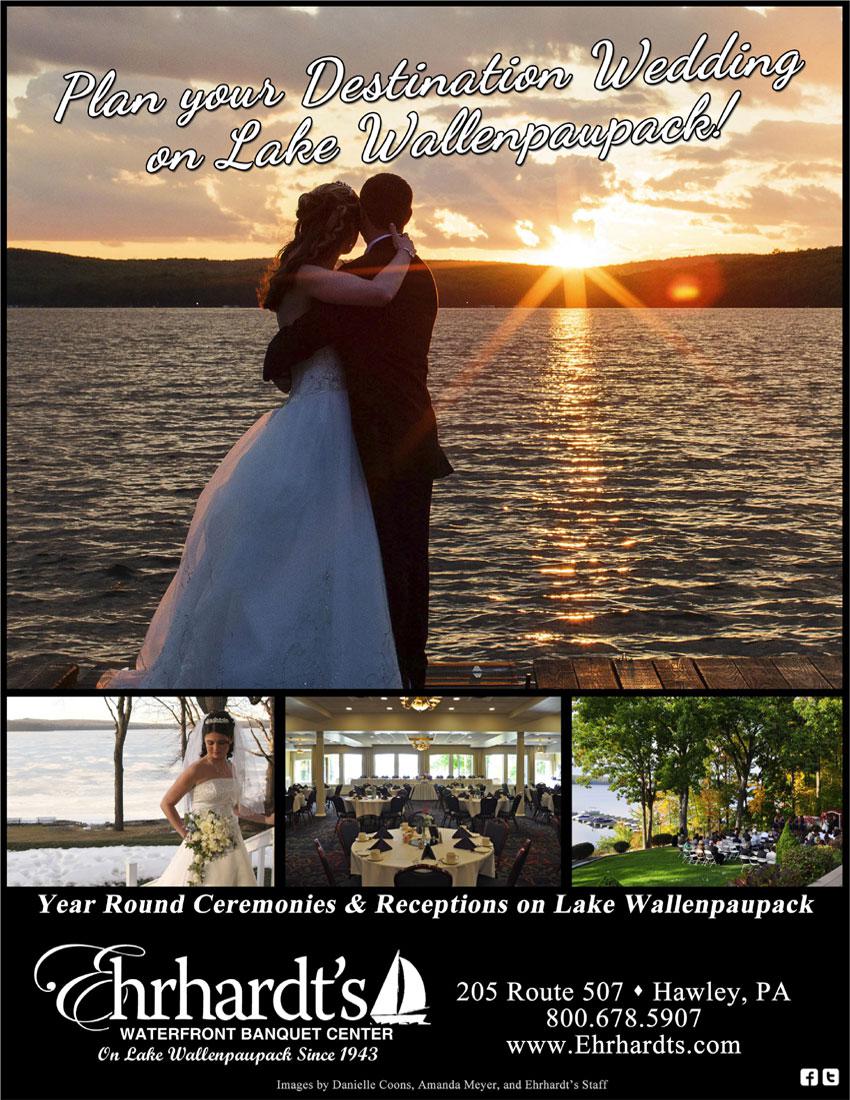 Plan your Destination Wedding
on Lake Wallenpaupack!
Year Round Ceremonies & Receptions on Lake Wallenpaupack
Ehrhardt's
WATERFRONT BANQUET CENTER
On Lake Wallenpaupack Since 1943
205 Route 507 ♦ Hawley, PA
800.678.5907
www.Ehrhardts.com
Images by Danielle Coons, Amanda Meyer, and Ehrhardt's Staff